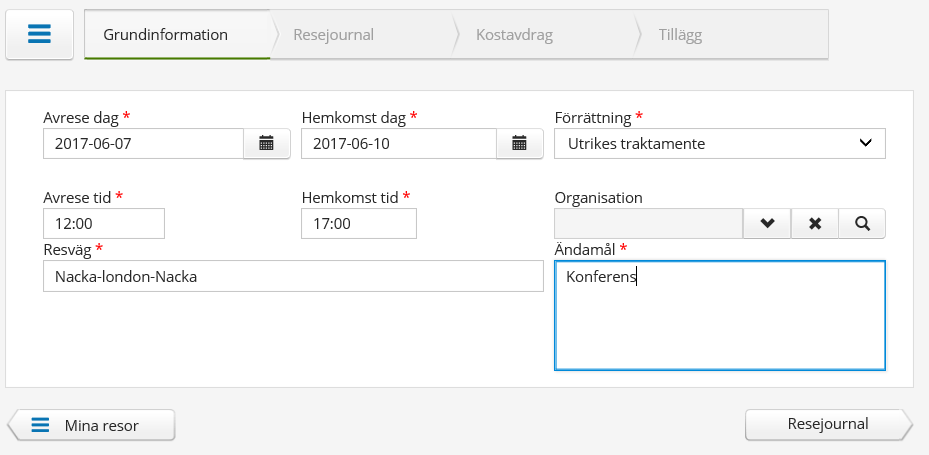 Grundinformation Resejournal Kostavdrag Tillägg
Avrese dag * Hemkomst dag * Förrättning *
2017-06-07 2017-06-10 Utrikes traktamente
Avrese tid * Hemkomst tid * Organisation
12:00 17:00
Resväg * Ändamål *
Nacka-london-Nacka Konferens
Mina resor Resejournal